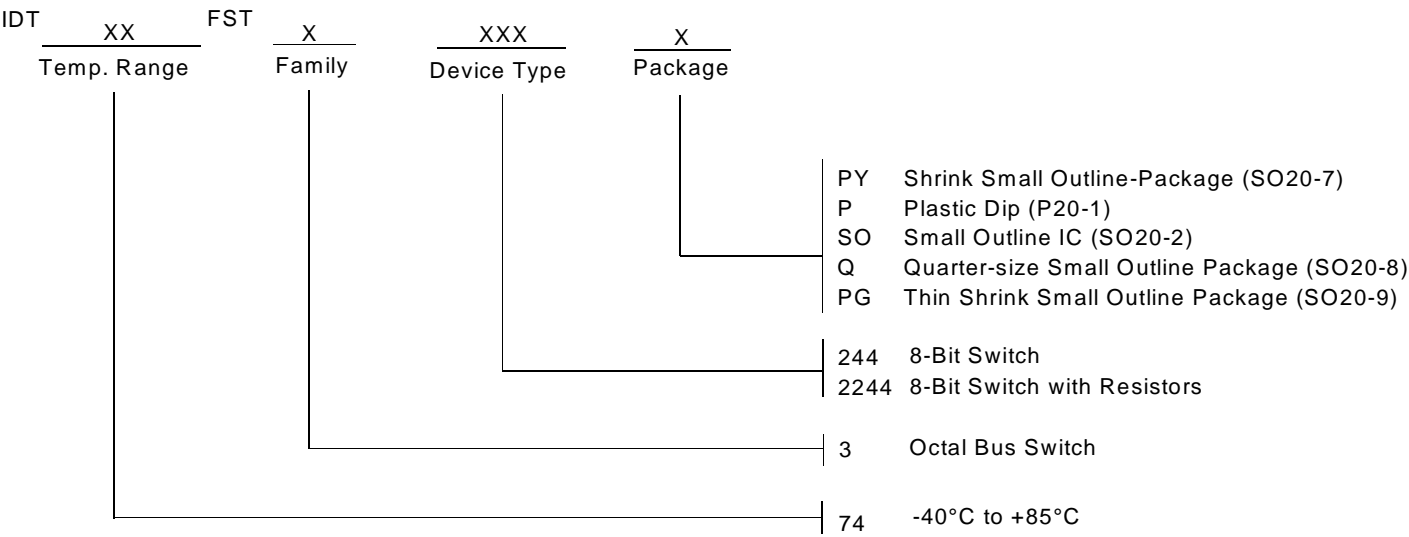 IDT XX FST X XXX X
Temp. Range Family Device Type Package
PY Shrink Small Outline-Package (SO20-7)
P Plastic Dip (P20-1)
SO Small Outline IC (SO20-2)
Q Quarter-size Small Outline Package (SO20-8)
PG Thin Shrink Small Outline Package (SO20-9)
244 8-Bit Switch
2244 8-Bit Switch with Resistors
3 Octal Bus Switch
74 -40°C to +85°C